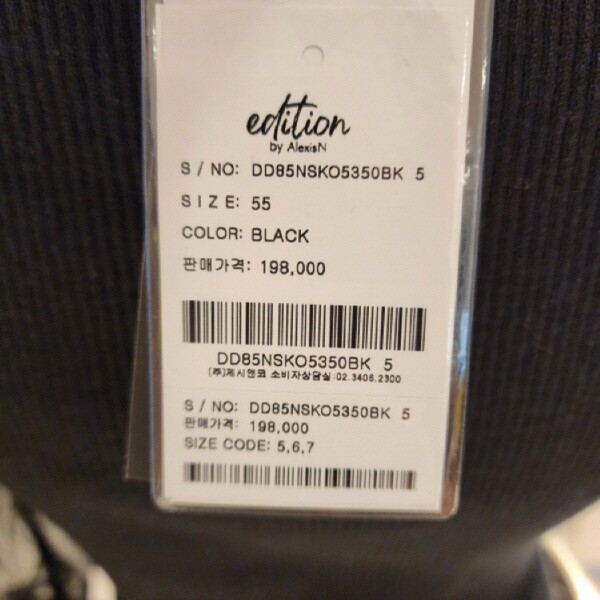 edition
by AlexisN
S / NO: DD85NSKO5350BK 5
S I Z E: 55
COLOR: BLACK
판매가격: 198,000
DD85NSKO5350BK 5
(주)제시앤코 소비자상담실:02.3406.2300
S / NO: DD85NSKO5350BK 5
판매가격: 198,000
SIZE CODE: 5,6,7